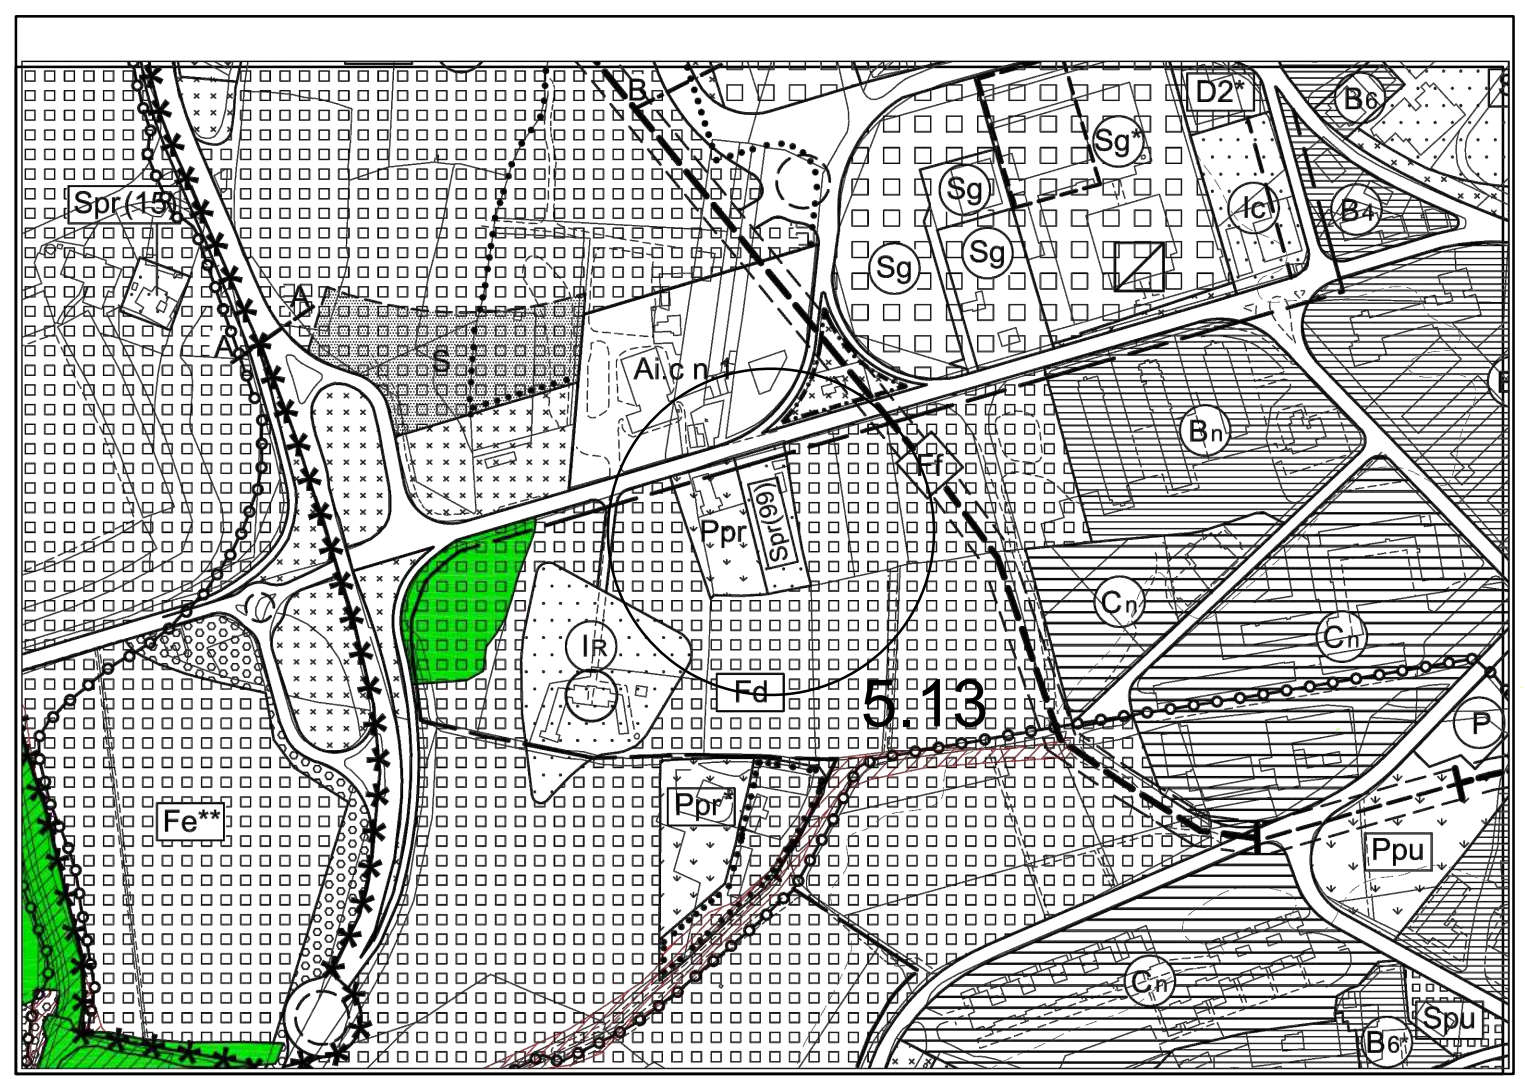 B
D2*
B6
Sg*
Spr(15)
Sg
Ic
B4
Sg
Sg
A
A
S
Ai.c n.1
Bn
Ff
Ppr
Spr(99)
Cn
Cn
IR
Fd
5.13
P
Ppr*
Fe**
Ppu
Cn
Spu
B6*